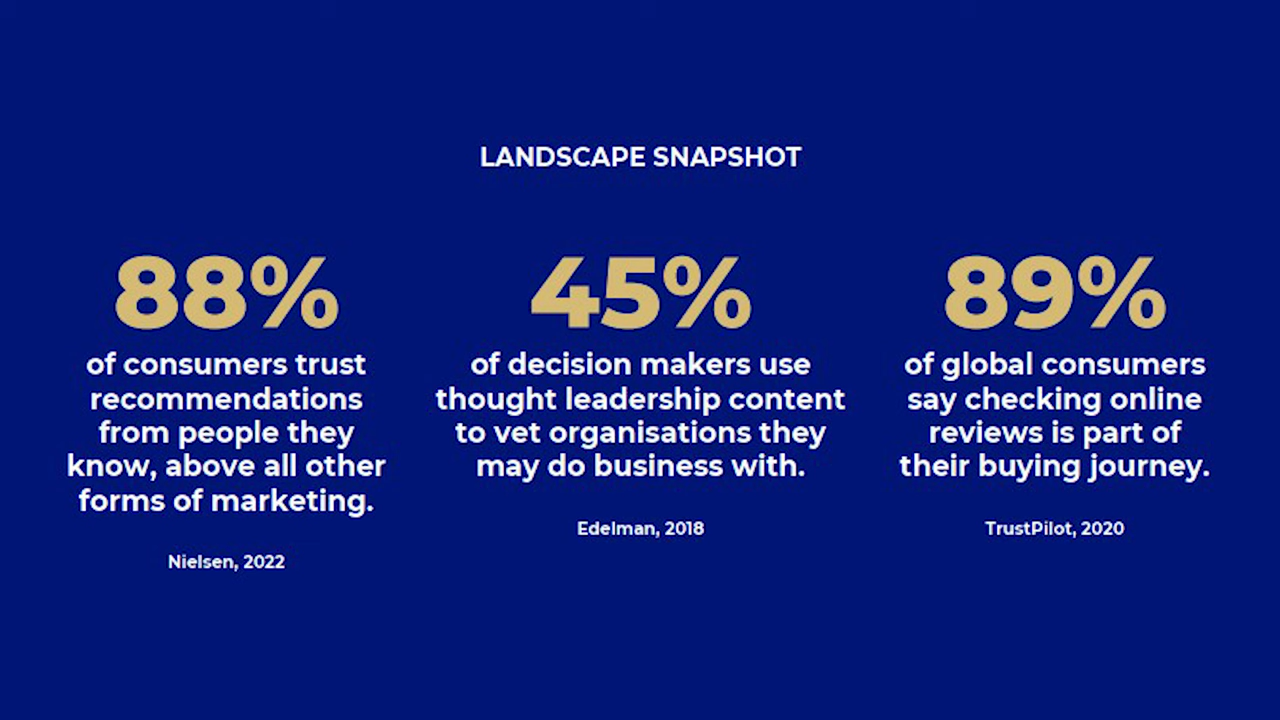 LANDSCAPE SNAPSHOT
88%
of consumers trust
recommendations
from people they
know, above all other
forms of marketing.
Nielsen, 2022
45%
of decision makers use
thought leadership content
to vet organisations they
may do business with.
Edelman, 2018
89%
of global consumers
say checking online
reviews is part of
their buying journey.
TrustPilot, 2020